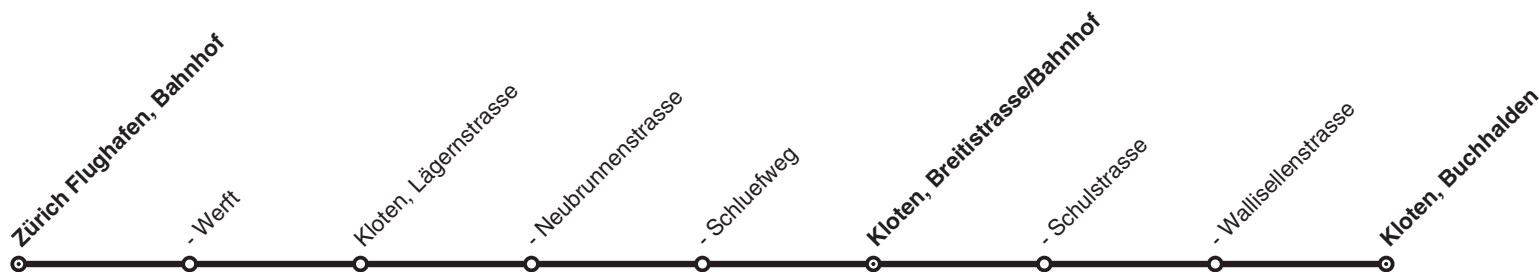 Zürich Flughafen, Bahnhof
- Werft
Kloten, Lägernstrasse
- Neubrunnenstrasse
- Schluefweg
Kloten, Breitistrasse/Bahnhof
- Schulstrasse
- Wallisellenstrasse
Kloten, Buchhalden